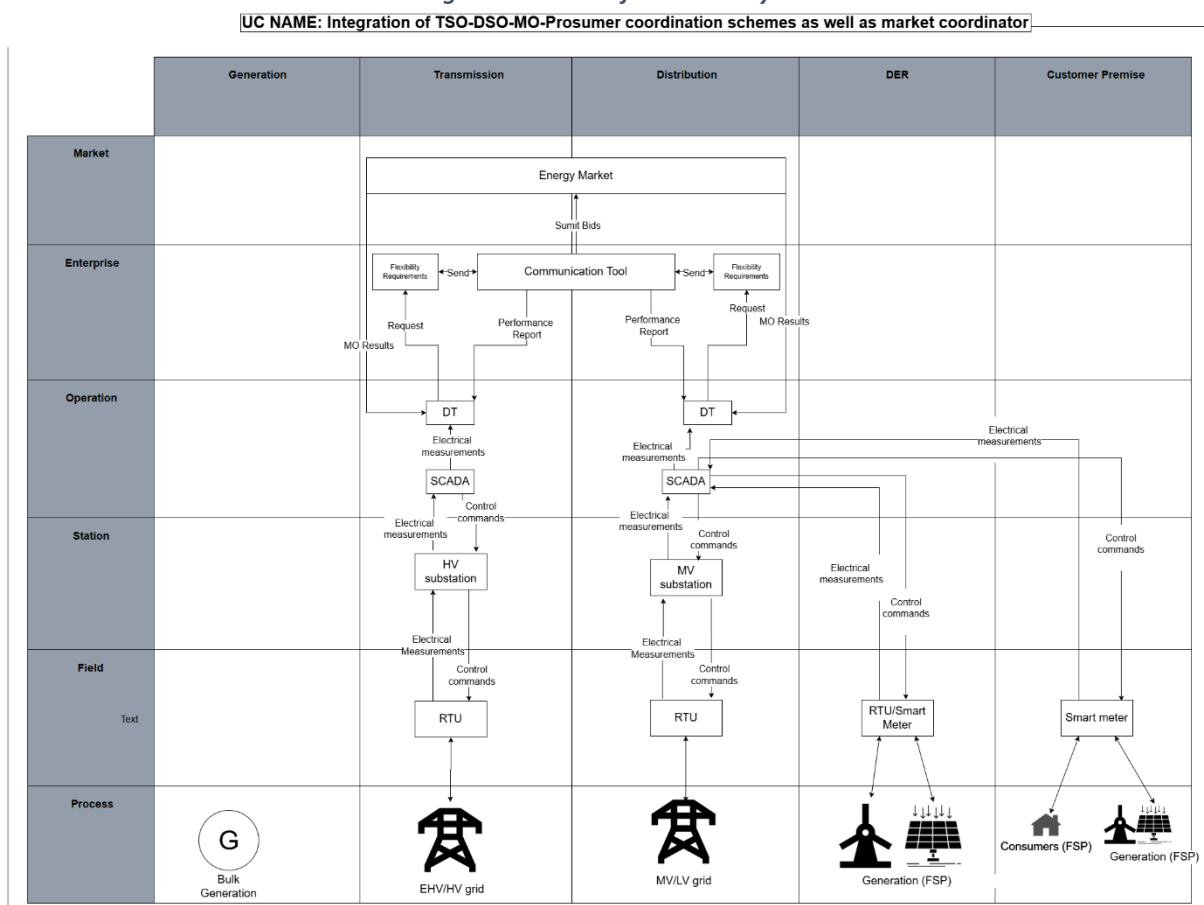 UC NAME: Integration of TSO-DSO-MO-Prosumer coordination schemes as well as market coordinator
Generation
Transmission
Distribution
DER
Customer Premise
Market
Energy Market
Sumit Bids
Enterprise
Flexibility
Requirements
Send
Communication Tool
Send
Flexibility
Requirements
Request
Performance
Report
Performance
Report
Request
MO Results
MO Results
Operation
DT
DT
Electrical
measurements
Electrical
measurements
Electrical
measurements
SCADA
SCADA
Control
commands
Electrical
measurements
Electrical
measurements
Control
commands
Station
HV
substation
MV
substation
Control
commands
Electrical
measurements
Control
commands
Electrical
Measurements
Electrical
Measurements
Field
Control
commands
Control
commands
Text
RTU
RTU
RTU/Smart
Meter
Smart meter
Process
G
Bulk
Generation
EHV/HV grid
MV/LV grid
Generation (FSP)
Consumers (FSP)
Generation (FSP)